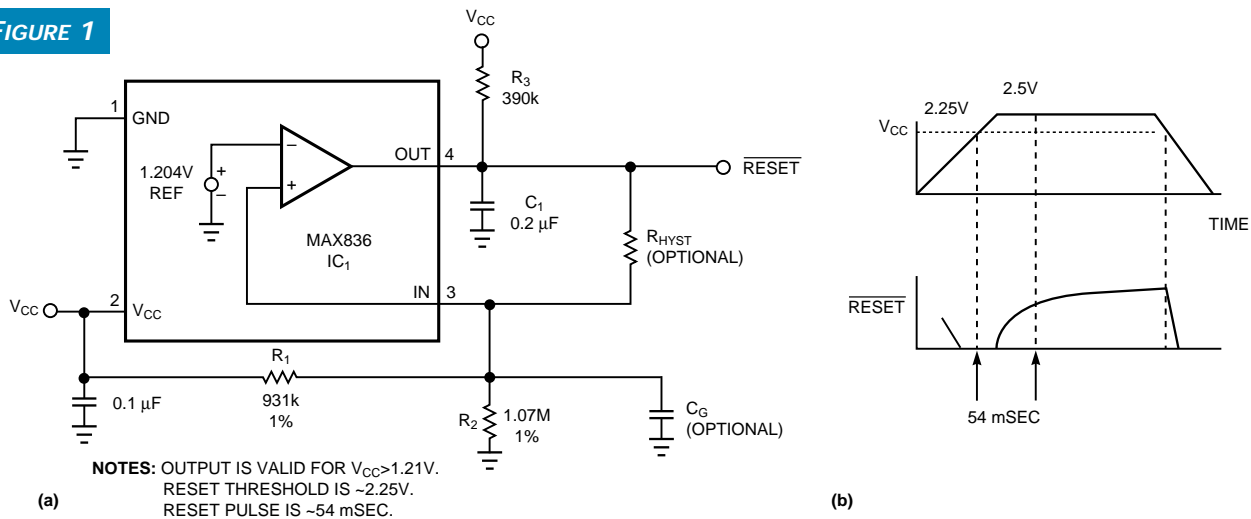 FIGURE 1
VCC
R3
390k
1
GND
1.204V
REF
+
−
−
+
OUT
4
RESET
C1
0.2 µF
RHYST
(OPTIONAL)
MAX836
IC1
IN
3
VCC
2
VCC
0.1 µF
R1
931k
1%
R2
1.07M
1%
CG
(OPTIONAL)
NOTES: OUTPUT IS VALID FOR VCC>1.21V.
RESET THRESHOLD IS ~2.25V.
RESET PULSE IS ~54 mSEC.
(a)
2.25V
2.5V
VCC
TIME
RESET
54 mSEC
(b)